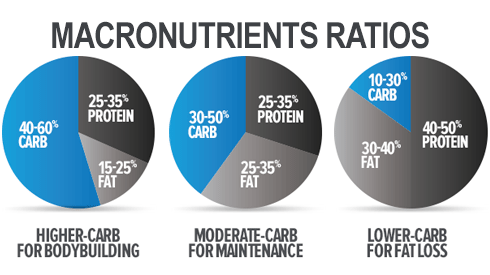 MACRONUTRIENTS RATIOS
40-60%
CARB
25-35%
PROTEIN
15-25%
FAT
HIGHER-CARB
FOR BODYBUILDING
30-50%
CARB
25-35%
PROTEIN
25-35%
FAT
MODERATE-CARB
FOR MAINTENANCE
10-30%
CARB
40-50%
PROTEIN
30-40%
FAT
LOWER-CARB
FOR FAT LOSS